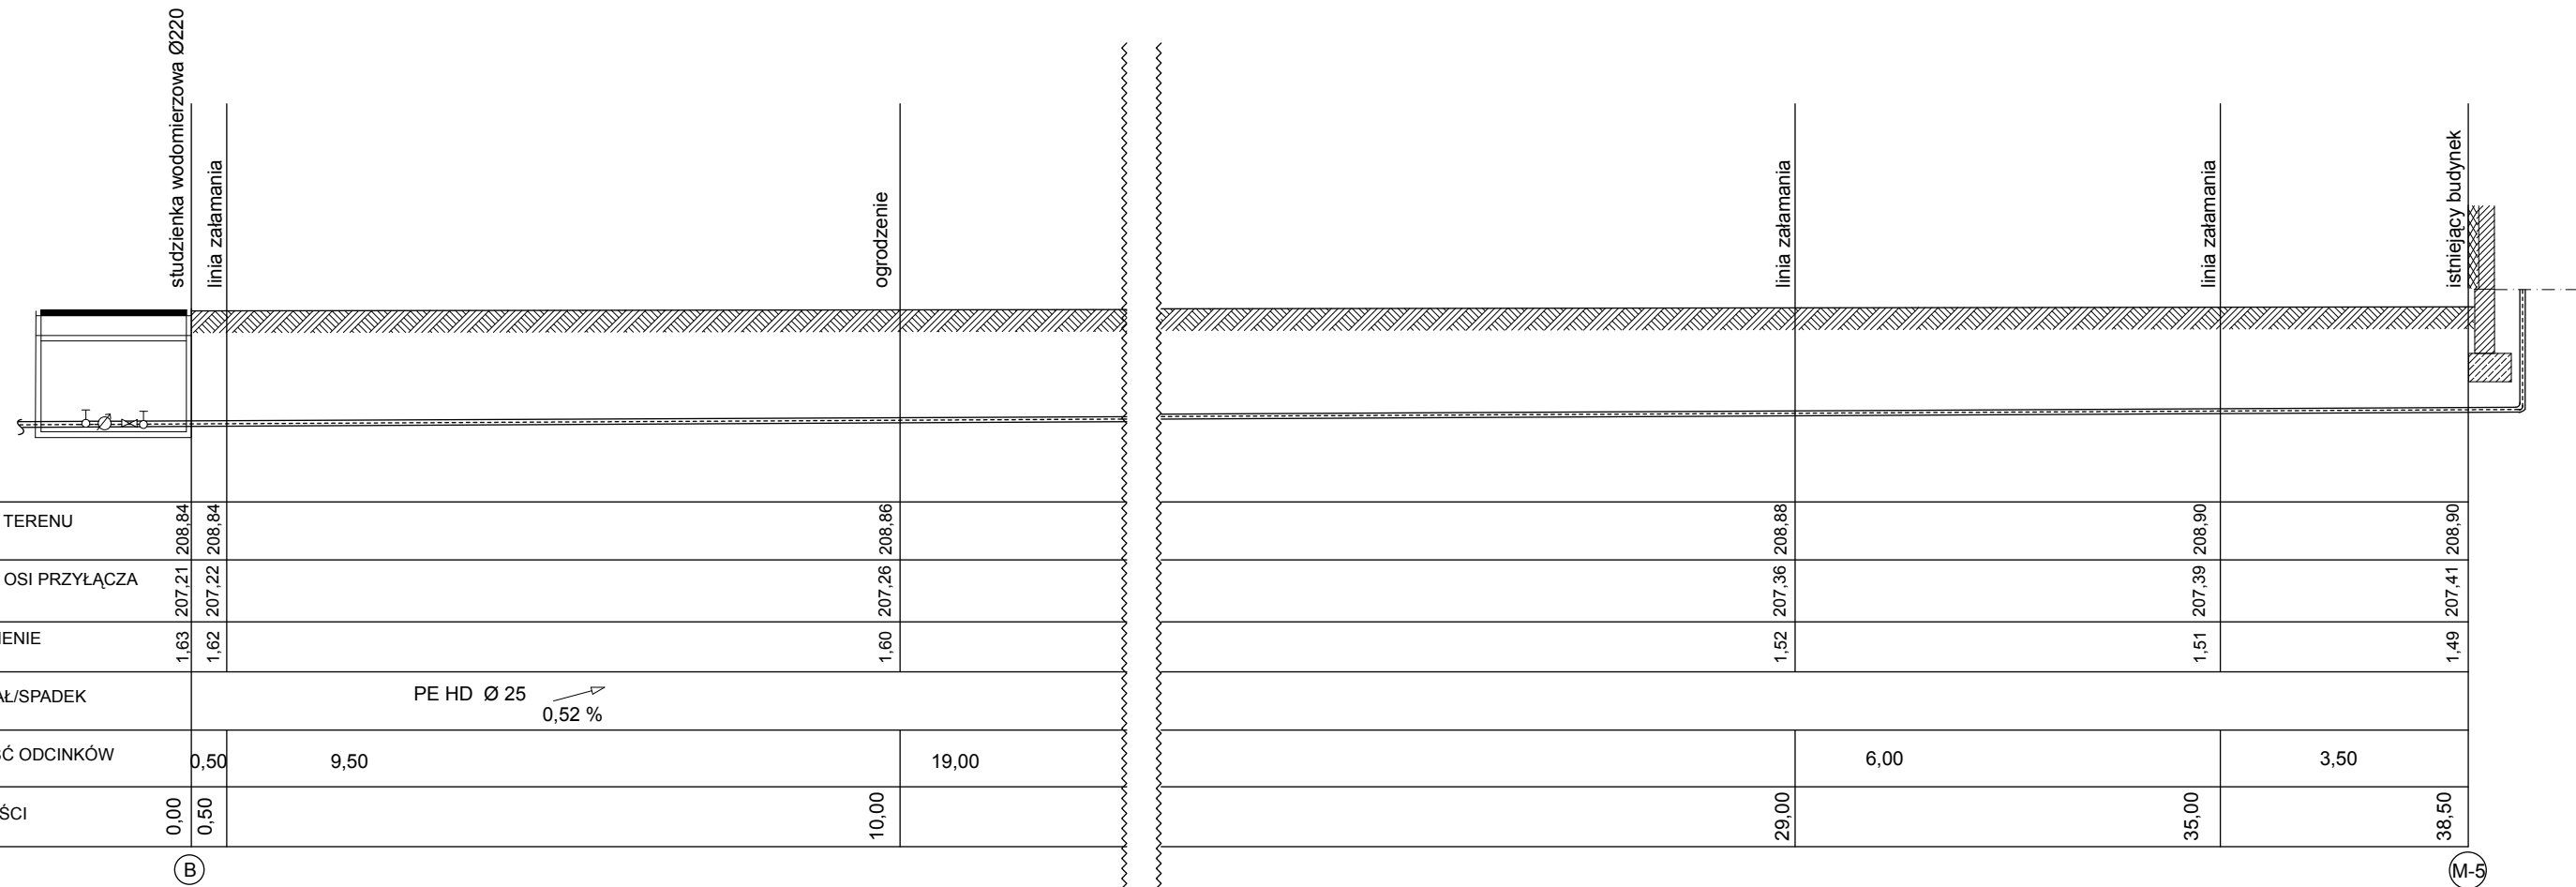 studzienka wodomierzowa Ø220
linia załamania
ogrodzenie
linia załamania
linia załamania
istniejący budynek
TERENU
208,84
208,84
208,86
208,88
208,90
208,90
OSI PRZYŁĄCZA
207,21
207,22
207,26
207,36
207,39
207,41
IENIE
1,63
1,62
1,60
1,52
1,51
1,49
AŁ/SPADEK
PE HD Ø 25
0,52 %
ŚĆ ODCINKÓW
0,50
9,50
19,00
6,00
3,50
ŚCI
0,00
0,50
10,00
29,00
35,00
38,50
B
M-5